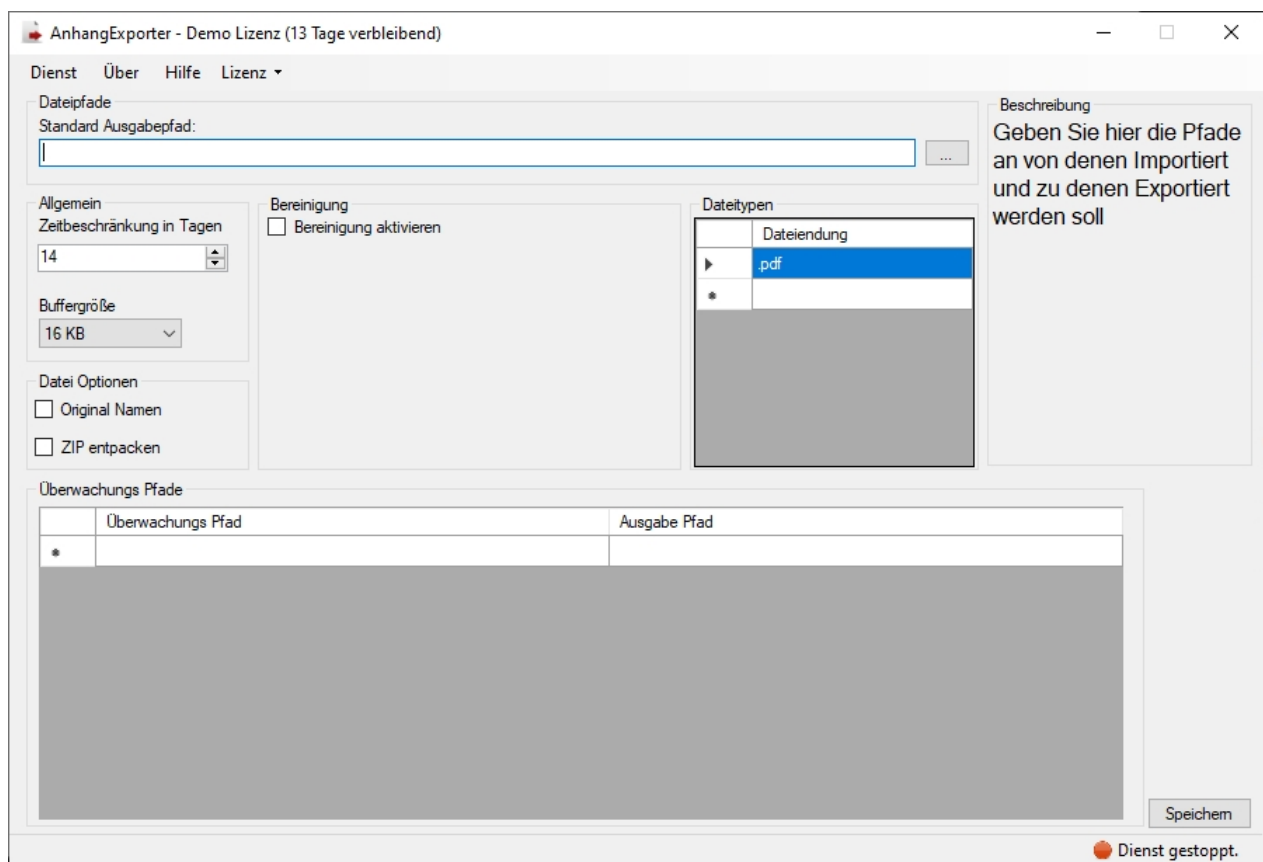 AnhangExporter - Demo Lizenz (13 Tage verbleibend)
Dienst Über Hilfe Lizenz
Dateipfade
Standard Ausgabepfad:
...
Beschreibung
Geben Sie hier die Pfade
an von denen Importiert
und zu denen Exportiert
werden soll
Allgemein
Zeitbeschränkung in Tagen
14
Buffergröße
16 KB
Bereinigung
Bereinigung aktivieren
Dateitypen
Dateiendung
.pdf
Datei Optionen
Original Namen
ZIP entpacken
Überwachungs Pfade
Überwachungs Pfad Ausgabe Pfad
Speichern
Dienst gestoppt.